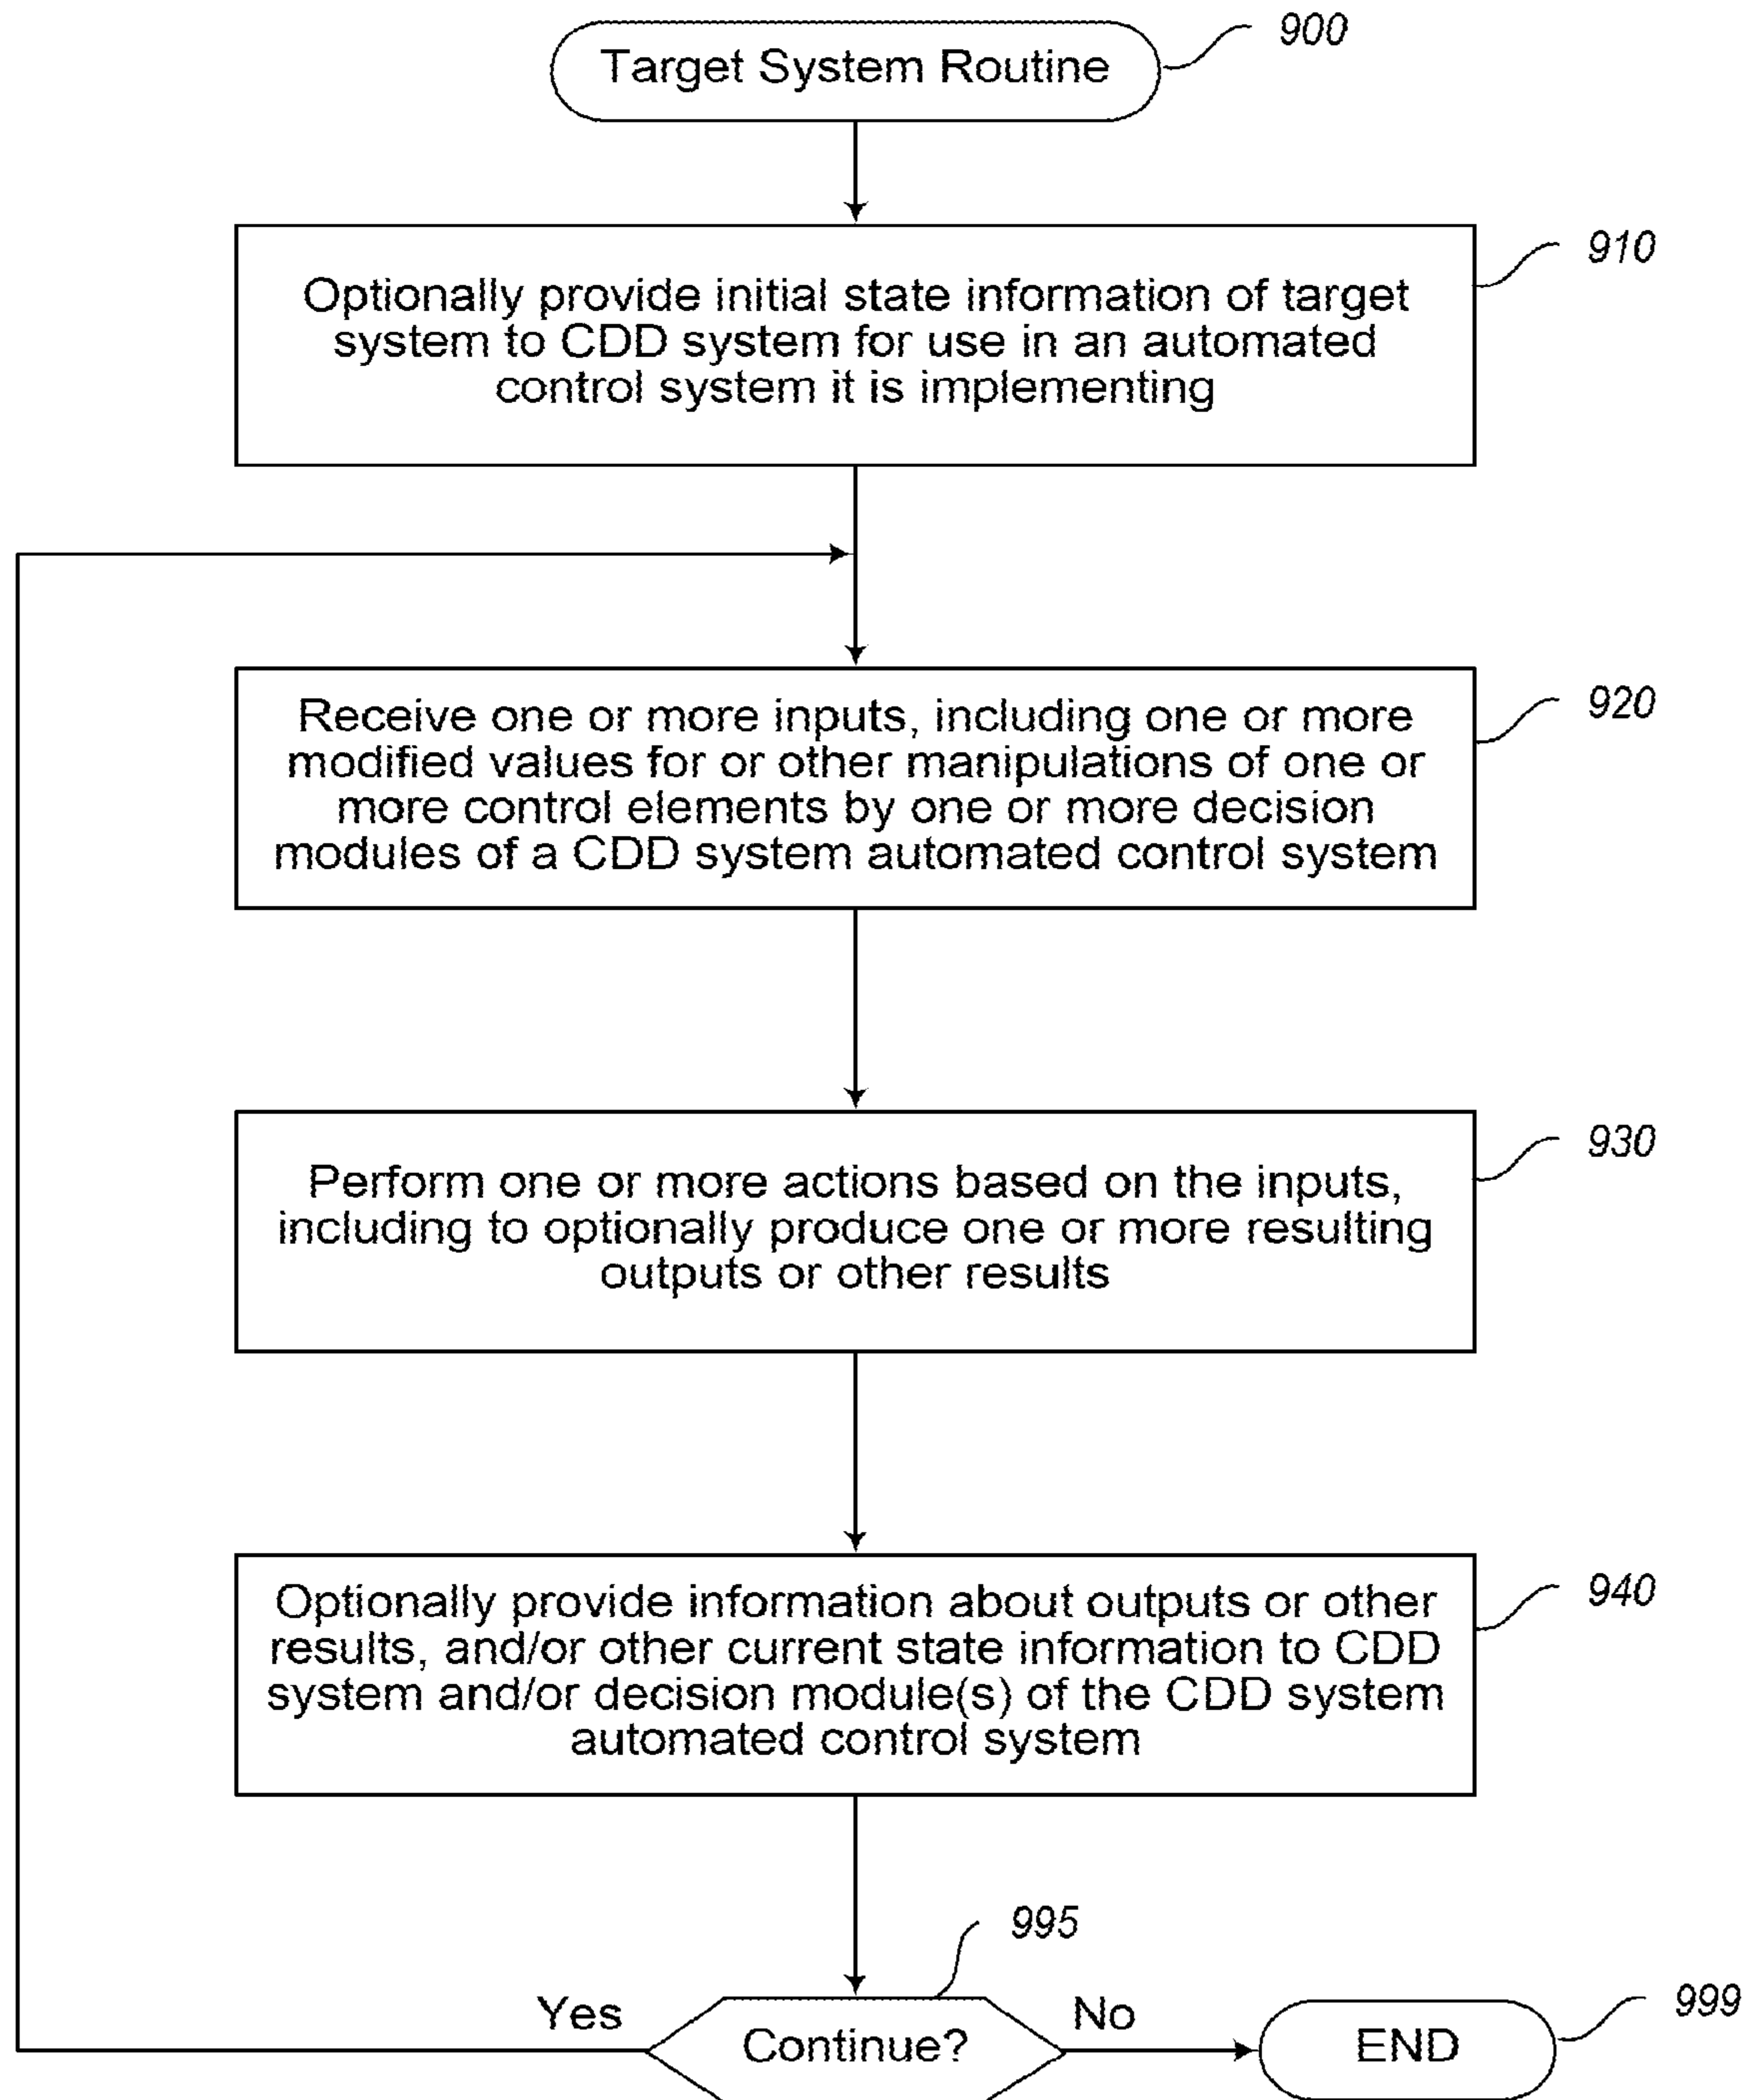 Target System Routine
900
910
Optionally provide initial state information of target
system to CDD system for use in an automated
control system it is implementing
920
Receive one or more inputs, including one or more
modified values for or other manipulations of one or
more control elements by one or more decision
modules of a CDD system automated control system
930
Perform one or more actions based on the inputs,
including to optionally produce one or more resulting
outputs or other results
940
Optionally provide information about outputs or other
results, and/or other current state information to CDD
system and/or decision module(s) of the CDD system
automated control system
995
Yes
Continue?
No
END
999